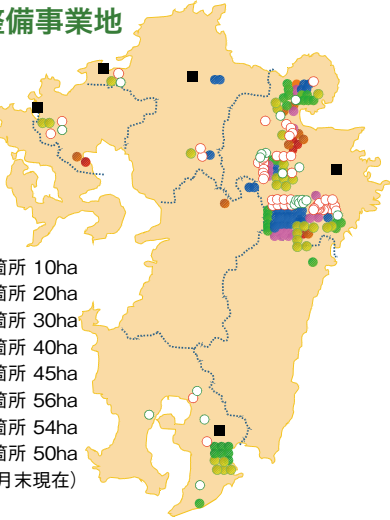 整備事業地
箇所 10ha
箇所 20ha
箇所 30ha
箇所 40ha
箇所 45ha
箇所 56ha
箇所 54ha
箇所 50ha
月末現在）